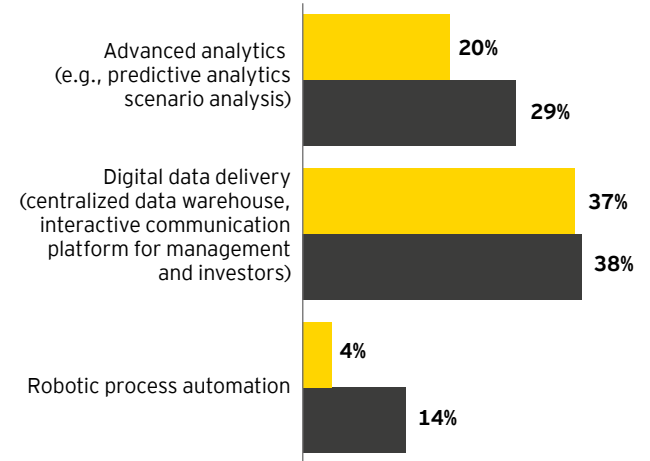 Advanced analytics
(e.g., predictive analytics
scenario analysis)
20%
29%
Digital data delivery
(centralized data warehouse,
interactive communication
platform for management
and investors)
37%
38%
Robotic process automation
4%
14%